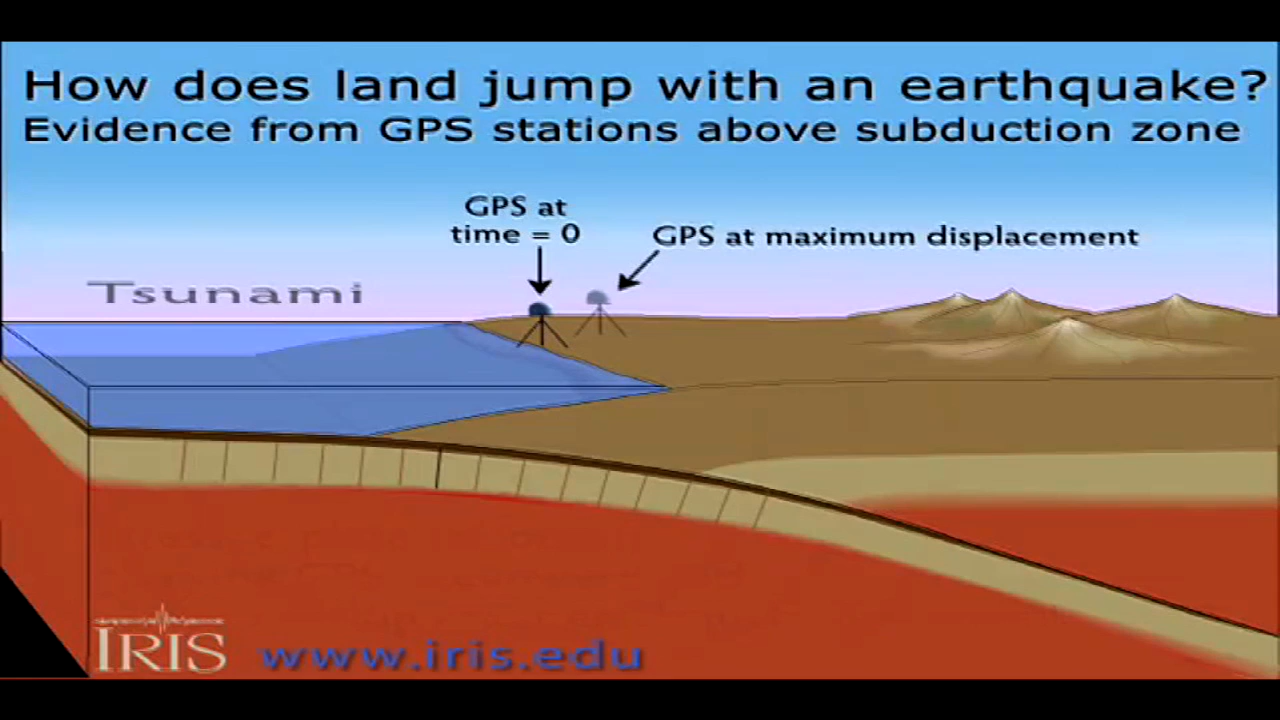 How does land jump with an earthquake?
Evidence from GPS stations above subduction zone
GPS at
time = 0
GPS at maximum displacement
Tsunami
IRIS
www.iris.edu